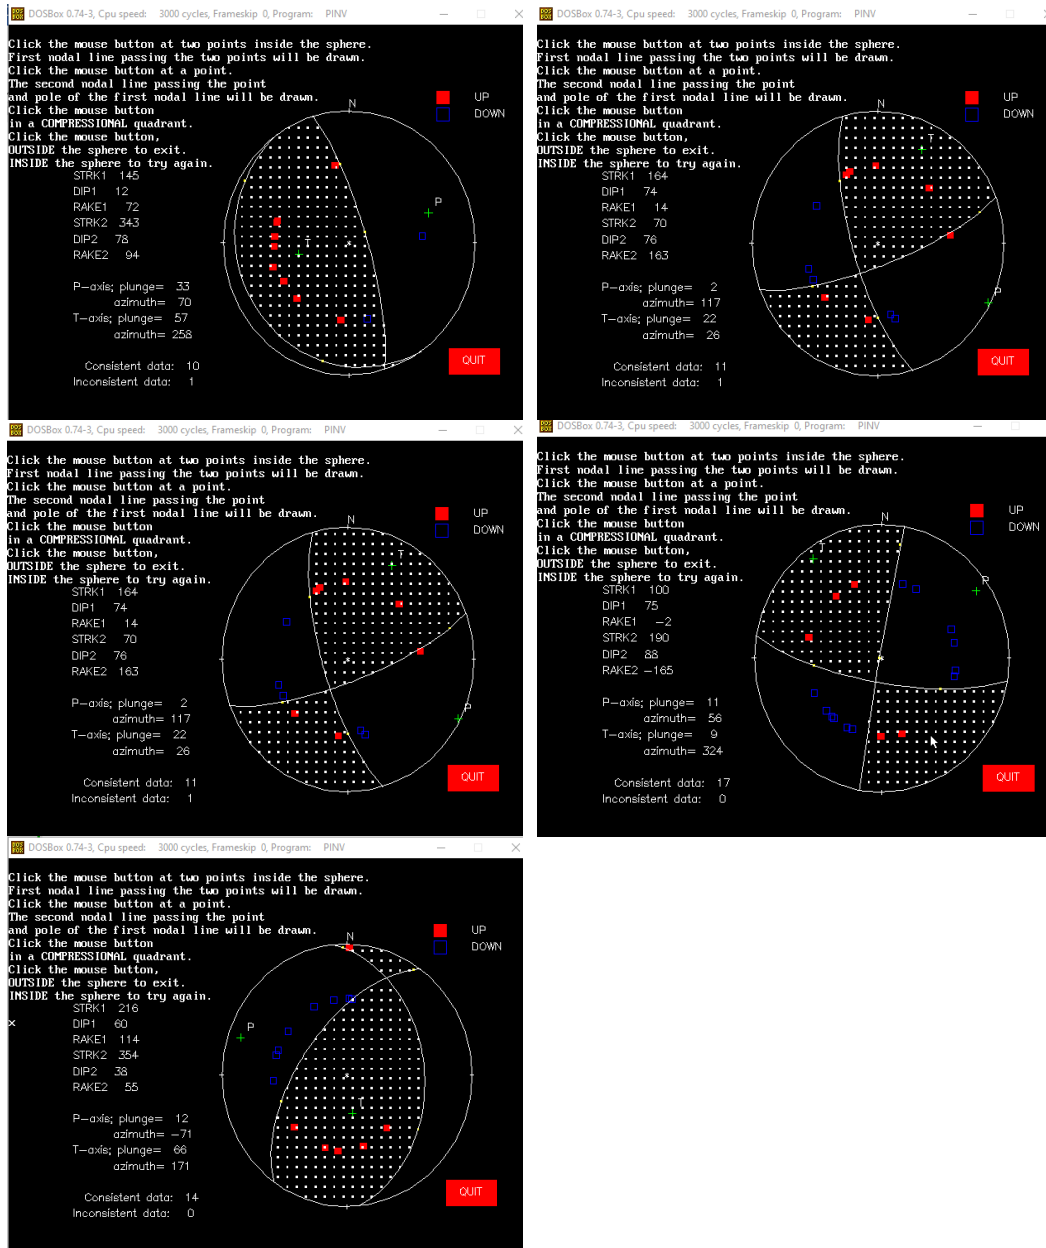 DOSBox 0.74-3, Cpu speed: 3000 cycles, Frameskip 0, Program: PINV
Click the mouse button at two points inside the sphere.
First nodal line passing the two points will be drawn.
Click the mouse button at a point.
The second nodal line passing the point
and pole of the first nodal line will be drawn.
Click the mouse button
in a COMPRESSIONAL quadrant.
Click the mouse button,
OUTSIDE the sphere to exit.
INSIDE the sphere to try again.
UP
DOWN
N
STRK1 145
DIP1 12
RAKE1 72
STRK2 343
DIP2 78
RAKE2 94
P
T
P-axis; plunge= 33
azimuth= 70
T-axis; plunge= 57
azimuth= 258
Consistent data: 10
Inconsistent data: 1
QUIT
DOSBox 0.74-3, Cpu speed: 3000 cycles, Frameskip 0, Program: PINV
Click the mouse button at two points inside the sphere.
First nodal line passing the two points will be drawn.
Click the mouse button at a point.
The second nodal line passing the point
and pole of the first nodal line will be drawn.
Click the mouse button
in a COMPRESSIONAL quadrant.
Click the mouse button,
OUTSIDE the sphere to exit.
INSIDE the sphere to try again.
UP
DOWN
N
T
STRK1 164
DIP1 74
RAKE1 14
STRK2 70
DIP2 76
RAKE2 163
P
P-axis; plunge= 2
azimuth= 117
T-axis; plunge= 22
azimuth= 26
Consistent data: 11
Inconsistent data: 1
QUIT
DOSBox 0.74-3, Cpu speed: 3000 cycles, Frameskip 0, Program: PINV
Click the mouse button at two points inside the sphere.
First nodal line passing the two points will be drawn.
Click the mouse button at a point.
The second nodal line passing the point
and pole of the first nodal line will be drawn.
Click the mouse button
in a COMPRESSIONAL quadrant.
Click the mouse button,
OUTSIDE the sphere to exit.
INSIDE the sphere to try again.
UP
DOWN
N
T
STRK1 164
DIP1 74
RAKE1 14
STRK2 70
DIP2 76
RAKE2 163
P
P-axis; plunge= 2
azimuth= 117
T-axis; plunge= 22
azimuth= 26
Consistent data: 11
Inconsistent data: 1
QUIT
DOSBox 0.74-3, Cpu speed: 3000 cycles, Frameskip 0, Program: PINV
Click the mouse button at two points inside the sphere.
First nodal line passing the two points will be drawn.
Click the mouse button at a point.
The second nodal line passing the point
and pole of the first nodal line will be drawn.
Click the mouse button
in a COMPRESSIONAL quadrant.
Click the mouse button,
OUTSIDE the sphere to exit.
INSIDE the sphere to try again.
UP
DOWN
N
T
P
STRK1 100
DIP1 75
RAKE1 -2
STRK2 190
DIP2 88
RAKE2 -165
P-axis; plunge= 11
azimuth= 56
T-axis; plunge= 9
azimuth= 324
Consistent data: 17
Inconsistent data: 0
QUIT
DOSBox 0.74-3, Cpu speed: 3000 cycles, Frameskip 0, Program: PINV
Click the mouse button at two points inside the sphere.
First nodal line passing the two points will be drawn.
Click the mouse button at a point.
The second nodal line passing the point
and pole of the first nodal line will be drawn.
Click the mouse button
in a COMPRESSIONAL quadrant.
Click the mouse button,
OUTSIDE the sphere to exit.
INSIDE the sphere to try again.
UP
DOWN
N
STRK1 216
DIP1 60
RAKE1 114
STRK2 354
DIP2 38
RAKE2 55
P
T
P-axis; plunge= 12
azimuth= -71
T-axis; plunge= 66
azimuth= 171
Consistent data: 14
Inconsistent data: 0
QUIT